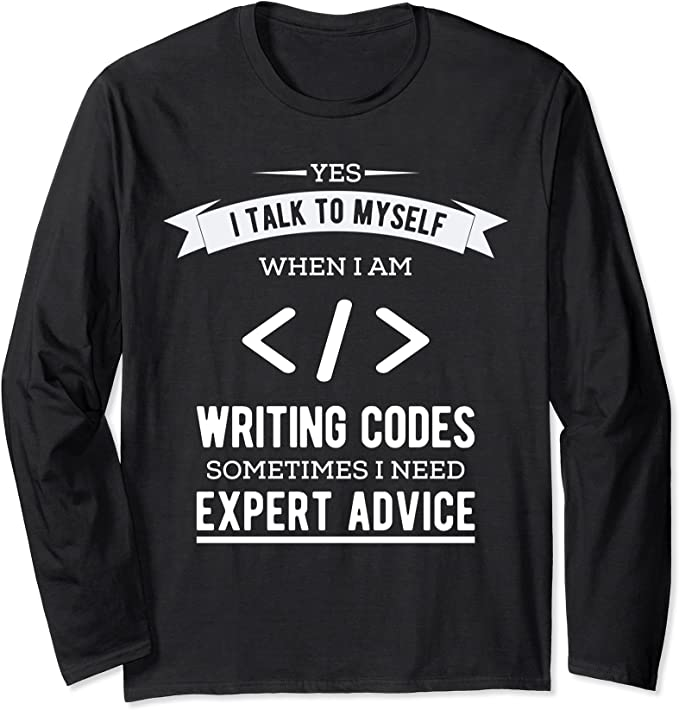 YES
I TALK TO MYSELF
WHEN I AM
</>
WRITING CODES
SOMETIMES I NEED
EXPERT ADVICE